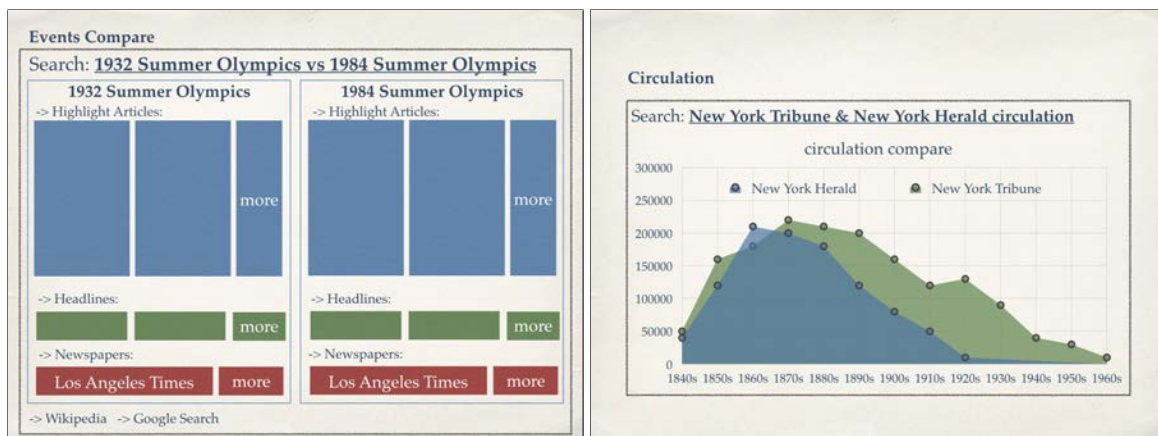 Events Compare
Search: 1932 Summer Olympics vs 1984 Summer Olympics
1932 Summer Olympics
-> Highlight Articles:
more
-> Headlines:
more
-> Newspapers:
Los Angeles Times more
1984 Summer Olympics
-> Highlight Articles:
more
-> Headlines:
more
-> Newspapers:
Los Angeles Times more
-> Wikipedia -> Google Search
Circulation
Search: New York Tribune & New York Herald circulation
circulation compare
New York Herald New York Tribune
300000
250000
200000
150000
100000
50000
0
1840s 1850s 1860s 1870s 1880s 1890s 1900s 1910s 1920s 1930s 1940s 1950s 1960s